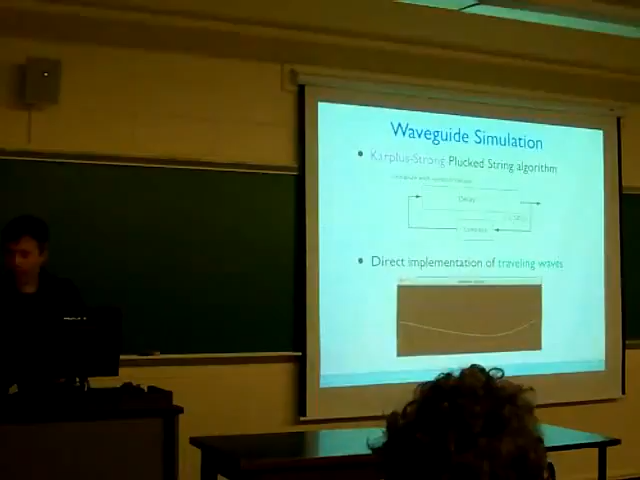 Waveguide Simulation
• Karplus-Strong Plucked String algorithm
Delay
• Direct implementation of traveling waves